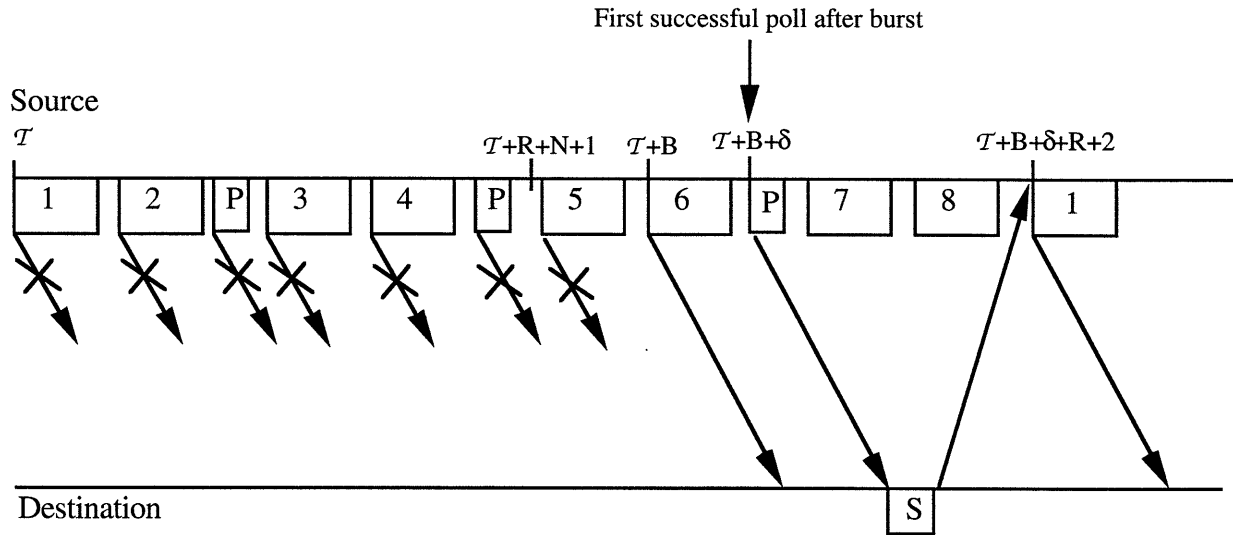 First successful poll after burst
Source
𝒯
𝒯+R+N+1
𝒯+B
𝒯+B+δ
𝒯+B+δ+R+2
1
2
P
3
4
P
5
6
P
7
8
1
S
Destination